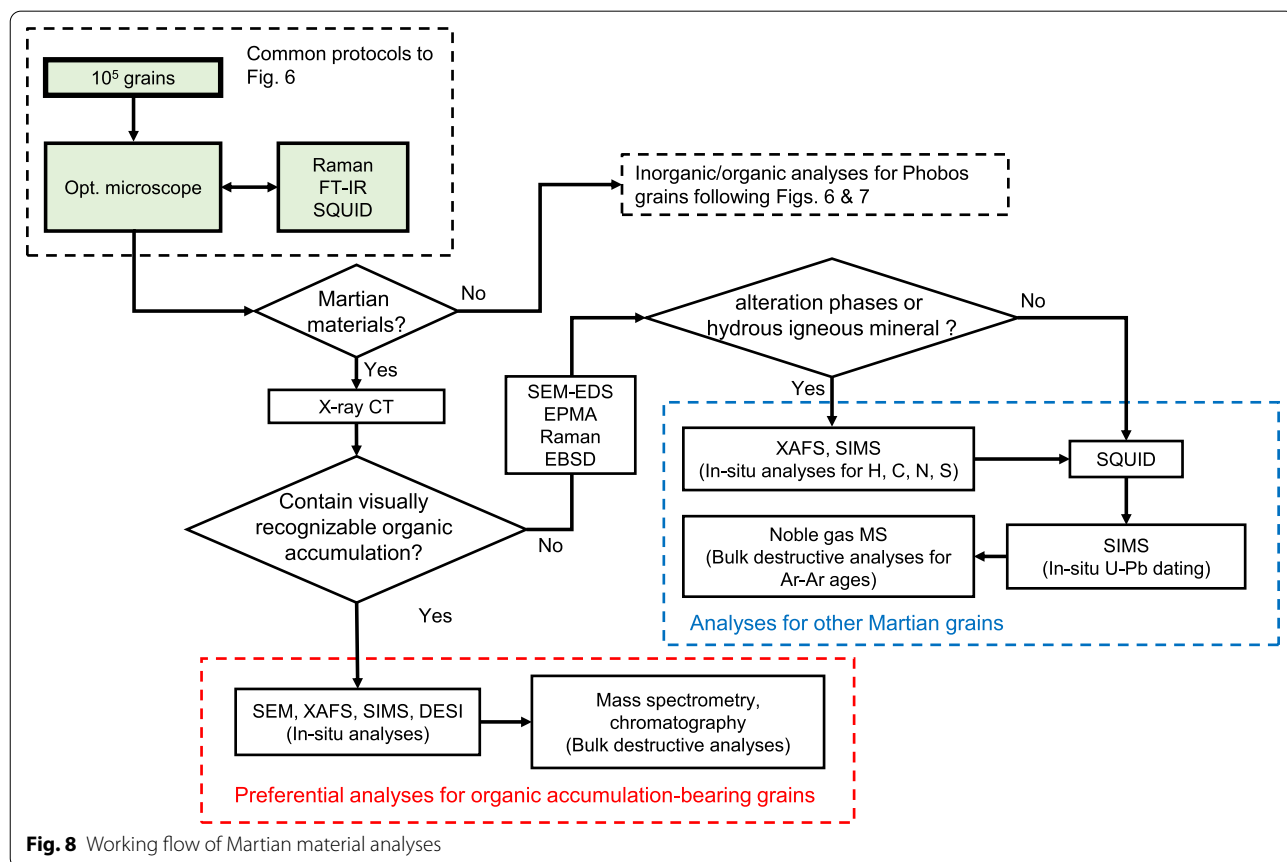 Common protocols to
Fig. 6
10⁵ grains
Opt. microscope
Raman
FT-IR
SQUID
Inorganic/organic analyses for Phobos
grains following Figs. 6 & 7
Martian
materials?
No
Yes
X-ray CT
Contain visually
recognizable organic
accumulation?
No
Yes
SEM-EDS
EPMA
Raman
EBSD
alteration phases or
hydrous igneous mineral ?
No
Yes
XAFS, SIMS
(In-situ analyses for H, C, N, S)
SQUID
Noble gas MS
(Bulk destructive analyses for
Ar-Ar ages)
SIMS
(In-situ U-Pb dating)
Analyses for other Martian grains
SEM, XAFS, SIMS, DESI
(In-situ analyses)
Mass spectrometry,
chromatography
(Bulk destructive analyses)
Preferential analyses for organic accumulation-bearing grains
Fig. 8 Working flow of Martian material analyses